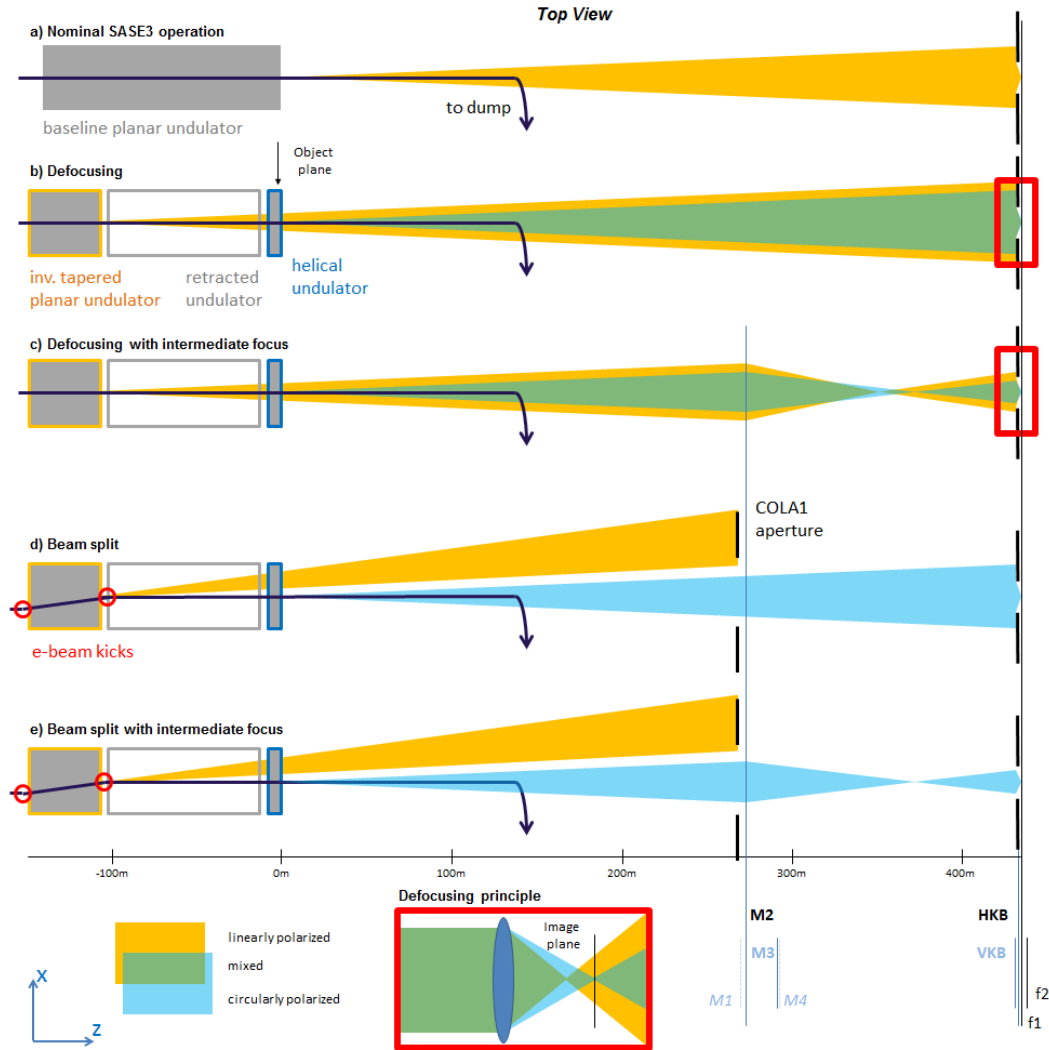 Top View
a) Nominal SASE3 operation
to dump
baseline planar undulator
Object
plane
b) Defocusing
inv. tapered
planar undulator
retracted
undulator
helical
undulator
c) Defocusing with intermediate focus
COLA1
aperture
d) Beam split
e-beam kicks
e) Beam split with intermediate focus
-100m
0m
100m
200m
300m
400m
Defocusing principle
Image
plane
linearly polarized
mixed
circularly polarized
X
Z
M2
M3
M1
M4
HKB
VKB
f2
f1